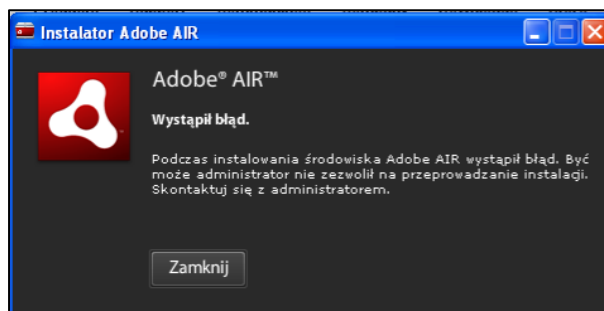 Instalator Adobe AIR
Adobe® AIR™
Wystąpił błąd.
Podczas instalowania środowiska Adobe AIR wystąpił błąd. Być
może administrator nie zezwolił na przeprowadzanie instalacji.
Skontaktuj się z administratorem.
Zamknij